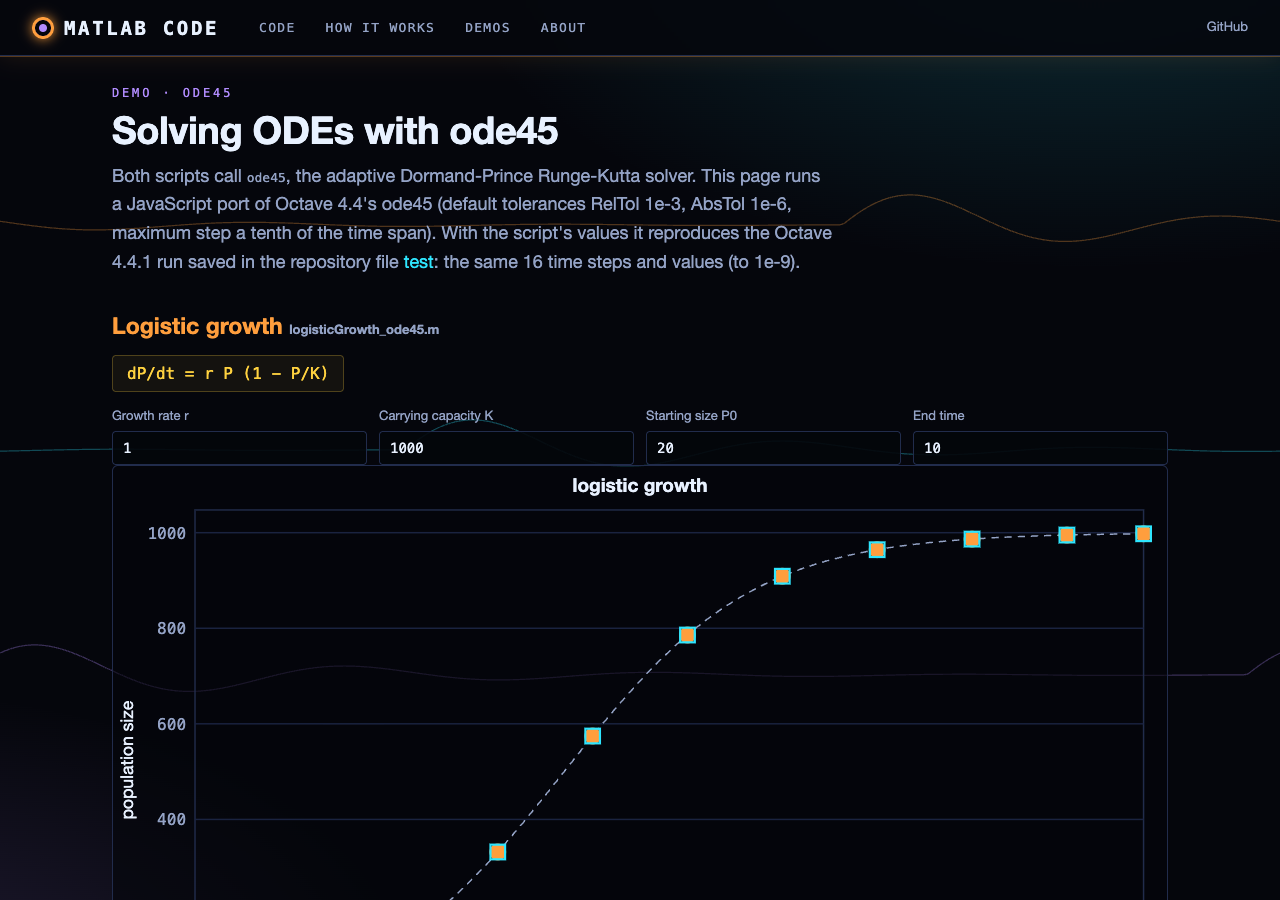 MATLAB CODE CODE HOW IT WORKS DEMOS ABOUT GitHub
DEMO · ODE45
Solving ODEs with ode45
Both scripts call ode45, the adaptive Dormand-Prince Runge-Kutta solver. This page runs
a JavaScript port of Octave 4.4's ode45 (default tolerances RelTol 1e-3, AbsTol 1e-6,
maximum step a tenth of the time span). With the script's values it reproduces the Octave
4.4.1 run saved in the repository file test: the same 16 time steps and values (to 1e-9).
Logistic growth logisticGrowth_ode45.m
dP/dt = r P (1 − P/K)
Growth rate r Carrying capacity K Starting size P0 End time
1 1000 20 10
logistic growth
1000
800
600
400
population size